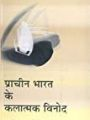 प्राचीन भारत
के
कलात्मक विनोद